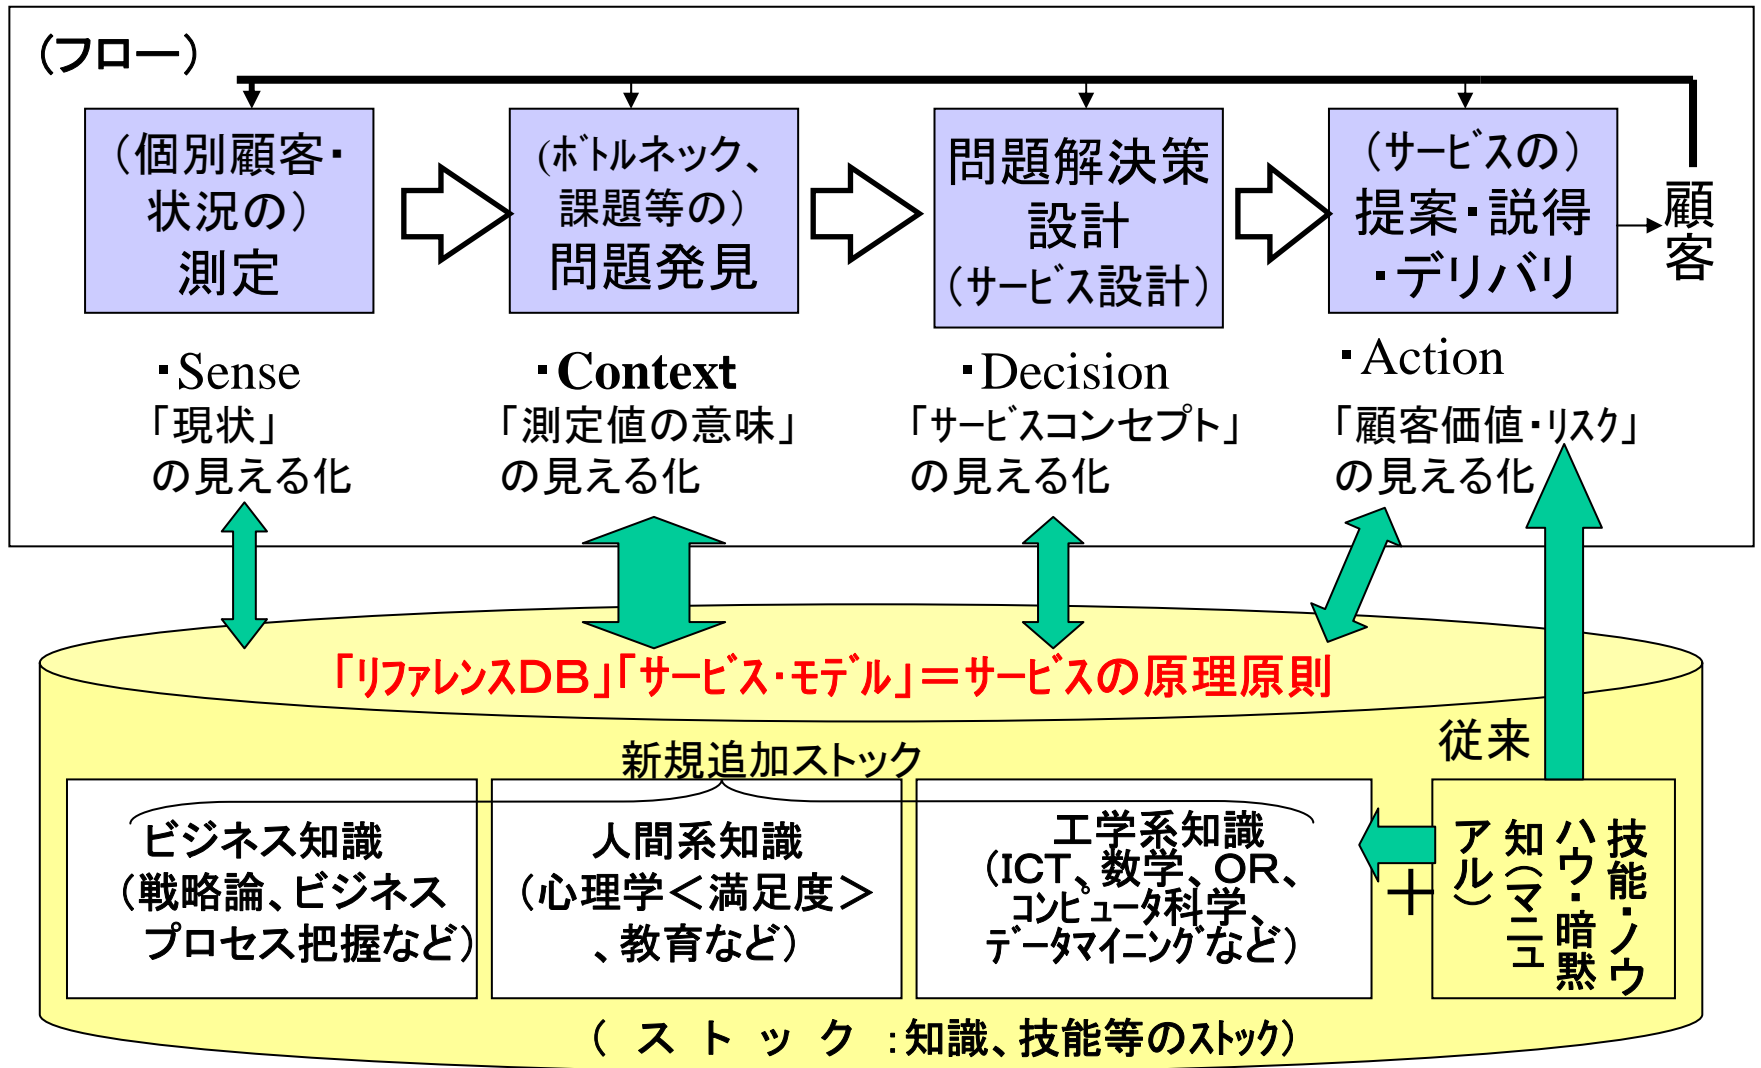 （フロー）
（個別顧客・
状況の）
測定
（ボトルネック、
課題等の）
問題発見
問題解決策
設計
（サービス設計）
（サービスの）
提案・説得
・デリバリ
顧客
・Sense
「現状」
の見える化
・Context
「測定値の意味」
の見える化
・Decision
「サービスコンセプト」
の見える化
・Action
「顧客価値・リスク」
の見える化
「リファレンスＤＢ」「サービス・モデル」＝サービスの原理原則
新規追加ストック
従来
ビジネス知識
（戦略論、ビジネス
プロセス把握など）
人間系知識
（心理学＜満足度＞
、教育など）
工学系知識
（ＩＣＴ、数学、ＯＲ、
コンピュータ科学、
データマイニングなど）
＋
技能・ノウ
ハウ・暗黙
知（マニュ
アル）
（ ス ト ッ ク ：知識、技能等のストック）